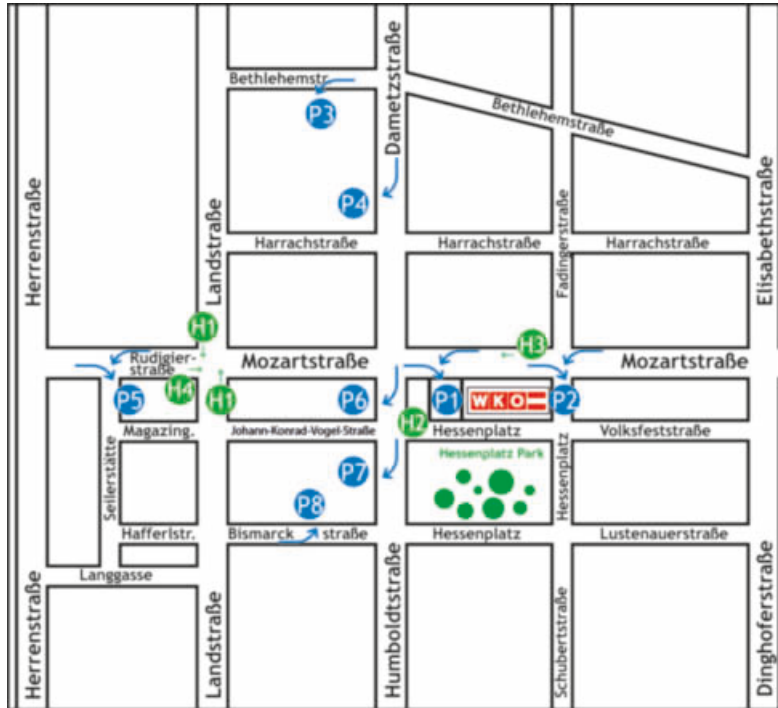 Bethlehemstr.
Dametzstraße
P3
Bethlehemstraße
P4
Herrenstraße
Landstraße
Harrachstraße
Harrachstraße
Fadingerstraße
Harrachstraße
Elisabethstraße
H1
H3
Rudigier-
straße
Mozartstraße
Mozartstraße
P5
H4
H1
P6
P1
WKO
P2
H2
Magazing.
Johann-Konrad-Vogel-Straße
Hessenplatz
Volksfeststraße
Seilerstätte
Hessenplatz Park
Hessenplatz
P7
P8
Hafferlstr.
Bismarck straße
Hessenplatz
Lustenauerstraße
Langgasse
Herrenstraße
Landstraße
Humboldtstraße
Schubertstraße
Dinghoferstraße